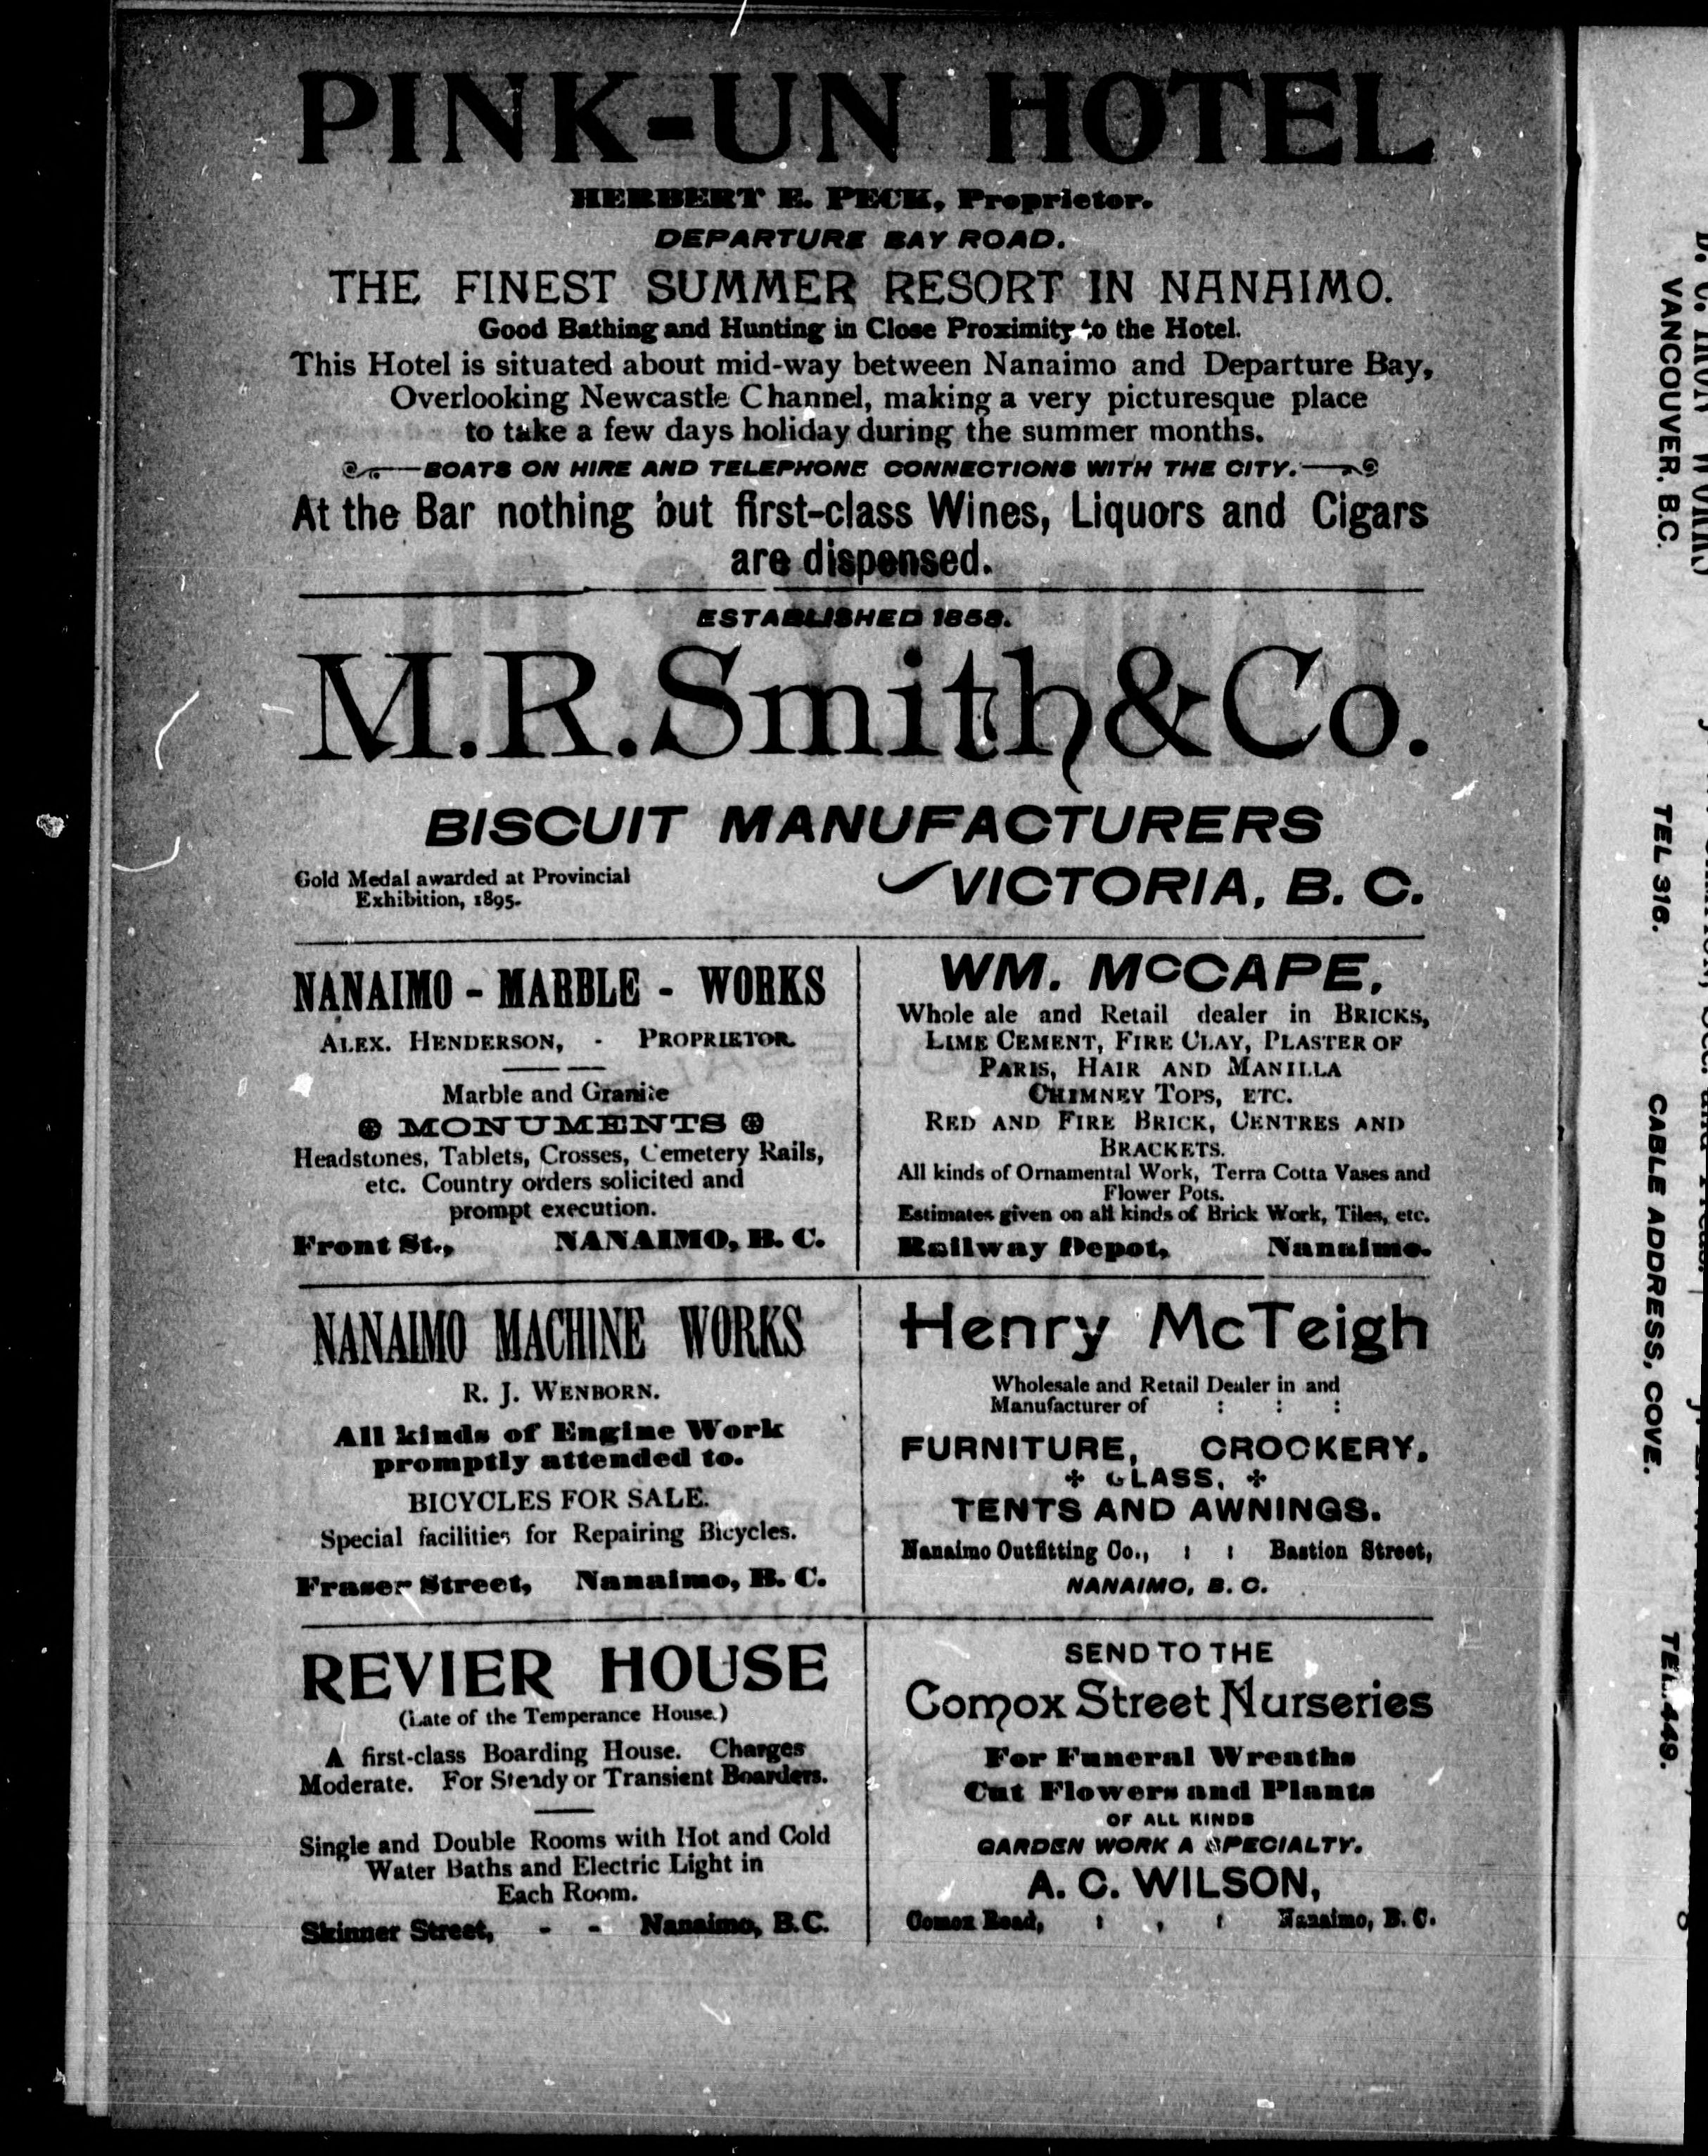 PINK-UN HOTEL
HERBERT E. PECK, Proprietor.
DEPARTURE BAY ROAD.
THE FINEST SUMMER RESORT IN NANAIMO.
Good Bathing and Hunting in Close Proximity to the Hotel.
This Hotel is situated about mid-way between Nanaimo and Departure Bay,
Overlooking Newcastle Channel, making a very picturesque place
to take a few days holiday during the summer months.
BOATS ON HIRE AND TELEPHONE CONNECTIONS WITH THE CITY.
At the Bar nothing but first-class Wines, Liquors and Cigars
are dispensed.
ESTABLISHED 1858.
M. R. Smith & Co.
BISCUIT MANUFACTURERS
Gold Medal awarded at Provincial
Exhibition, 1895.
VICTORIA, B. C.
NANAIMO - MARBLE - WORKS
ALEX. HENDERSON, - PROPRIETOR.
Marble and Granite
MONUMENTS
Headstones, Tablets, Crosses, Cemetery Rails,
etc. Country orders solicited and
prompt execution.
Front St., NANAIMO, B. C.
WM. McCAPE,
Whole ale and Retail dealer in BRICKS,
LIME CEMENT, FIRE CLAY, PLASTER OF
PARIS, HAIR AND MANILLA
CHIMNEY TOPS, ETC.
RED AND FIRE BRICK, CENTRES AND
BRACKETS.
All kinds of Ornamental Work, Terra Cotta Vases and
Flower Pots.
Estimates given on all kinds of Brick Work, Tiles, etc.
Railway Depot, Nanaimo.
NANAIMO MACHINE WORKS
R. J. WENBORN.
All kinds of Engine Work
promptly attended to.
BICYCLES FOR SALE.
Special facilities for Repairing Bicycles.
Fraser Street, Nanaimo, B. C.
Henry McTeigh
Wholesale and Retail Dealer in and
Manufacturer of : : :
FURNITURE, CROCKERY,
GLASS,
TENTS AND AWNINGS.
Nanaimo Outfitting Co., : : Bastion Street,
NANAIMO, B. C.
REVIER HOUSE
(Late of the Temperance House.)
A first-class Boarding House. Charges
Moderate. For Steady or Transient Boarders.
Single and Double Rooms with Hot and Cold
Water Baths and Electric Light in
Each Room.
Skinner Street, - - Nanaimo, B.C.
SEND TO THE
Comox Street Nurseries
For Funeral Wreaths
Cut Flowers and Plants
OF ALL KINDS
GARDEN WORK A SPECIALTY.
A. C. WILSON,
Comox Road, : , : Nanaimo, B. C.
VANCOUVER, B.C.
TEL 316.
CABLE ADDRESS, COVE.
TEL. 449.